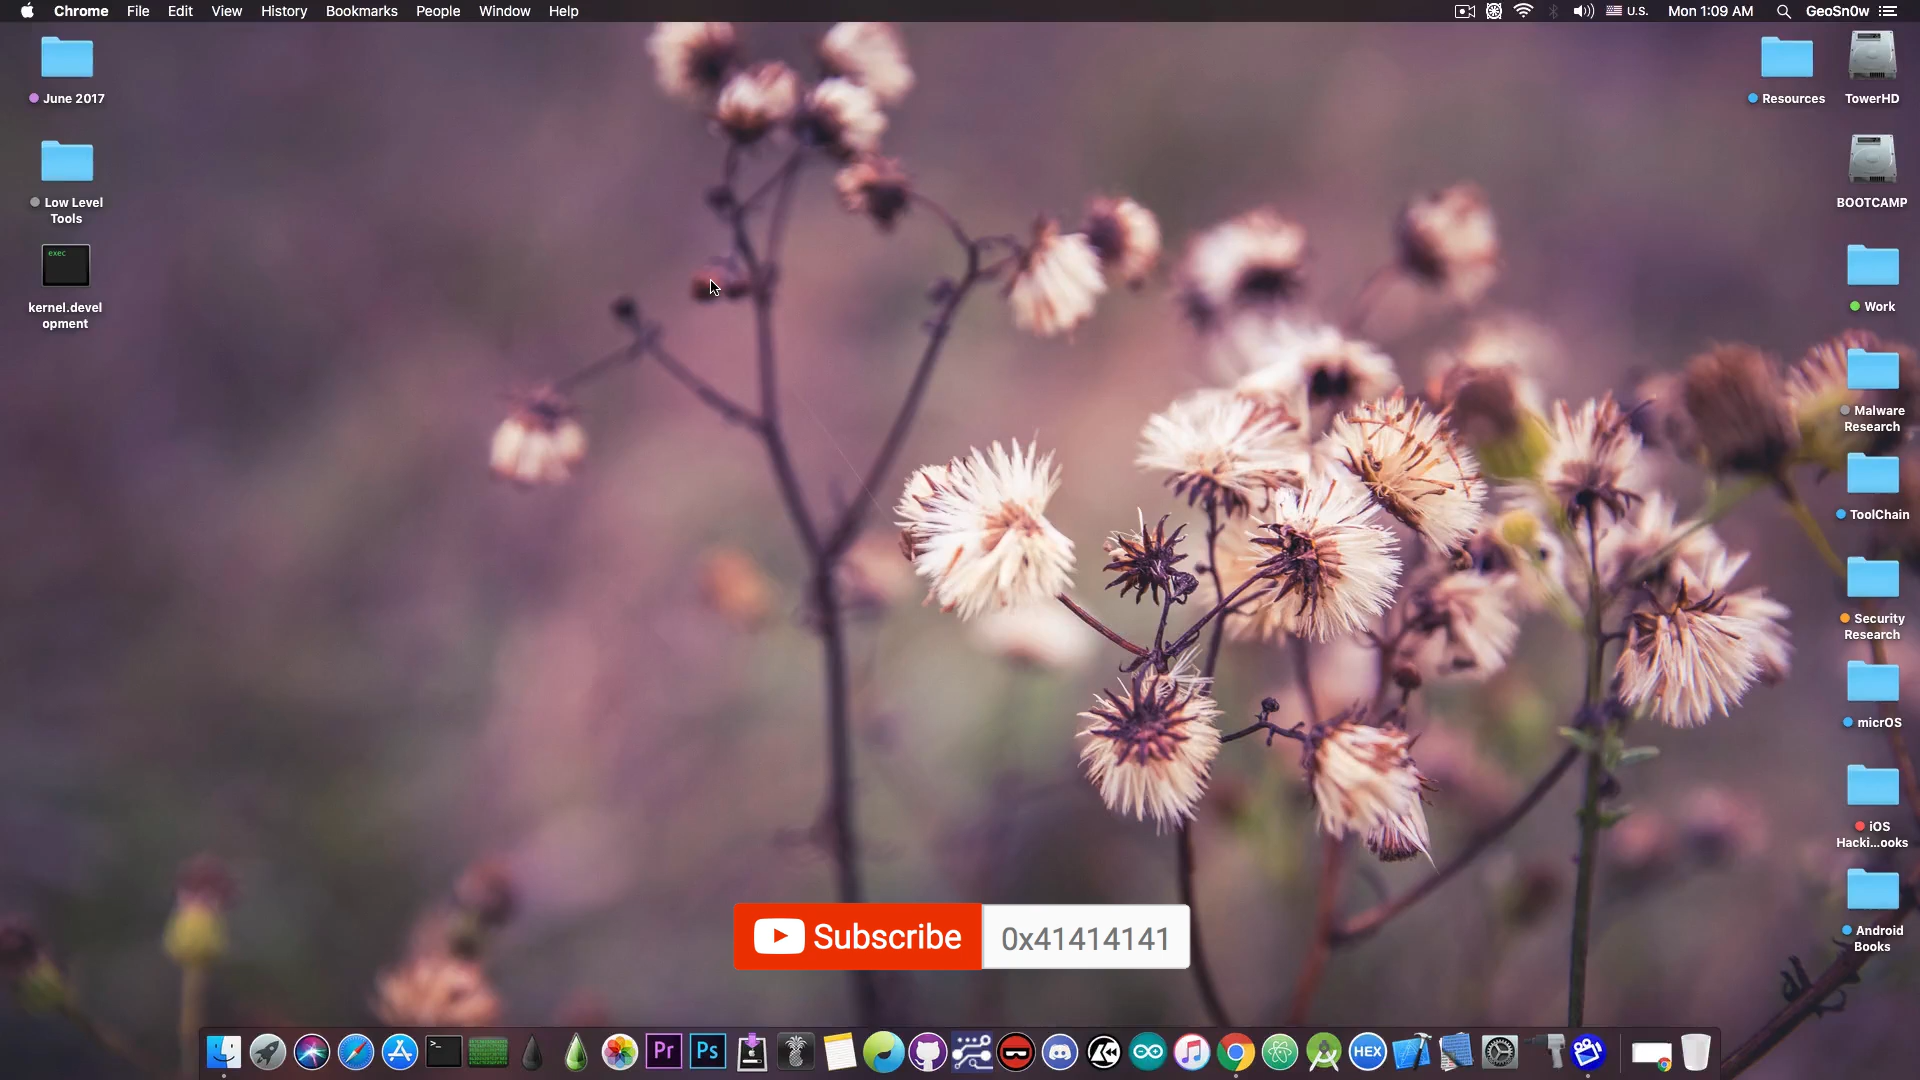 Chrome File Edit View History Bookmarks People Window Help
U.S. Mon 1:09 AM GeoSn0w
June 2017
Low Level
Tools
exec
kernel.devel
opment
Resources
TowerHD
BOOTCAMP
Work
Malware
Research
ToolChain
Security
Research
micrOS
iOS
Hacki...ooks
Android
Books
Subscribe 0x41414141
>_
Pr
Ps
HEX